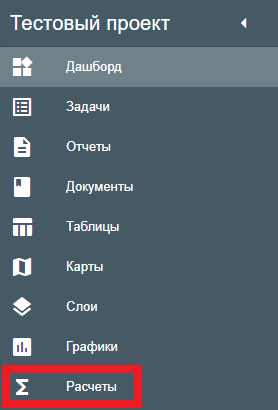 Тестовый проект
Дашборд
Задачи
Отчеты
Документы
Таблицы
Карты
Слои
Графики
Расчеты